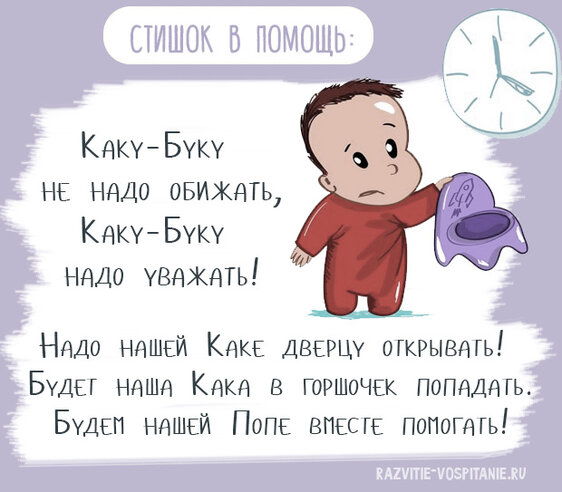 СТИШОК В ПОМОЩЬ:
Каку-Буку
не надо обижать,
Каку-Буку
надо уважать!
Надо нашей Каке дверцу открывать!
Будет наша Кака в горшочек попадать.
Будем нашей Попе вместе помогать!
RAZVITIE-VOSPITANIE.RU